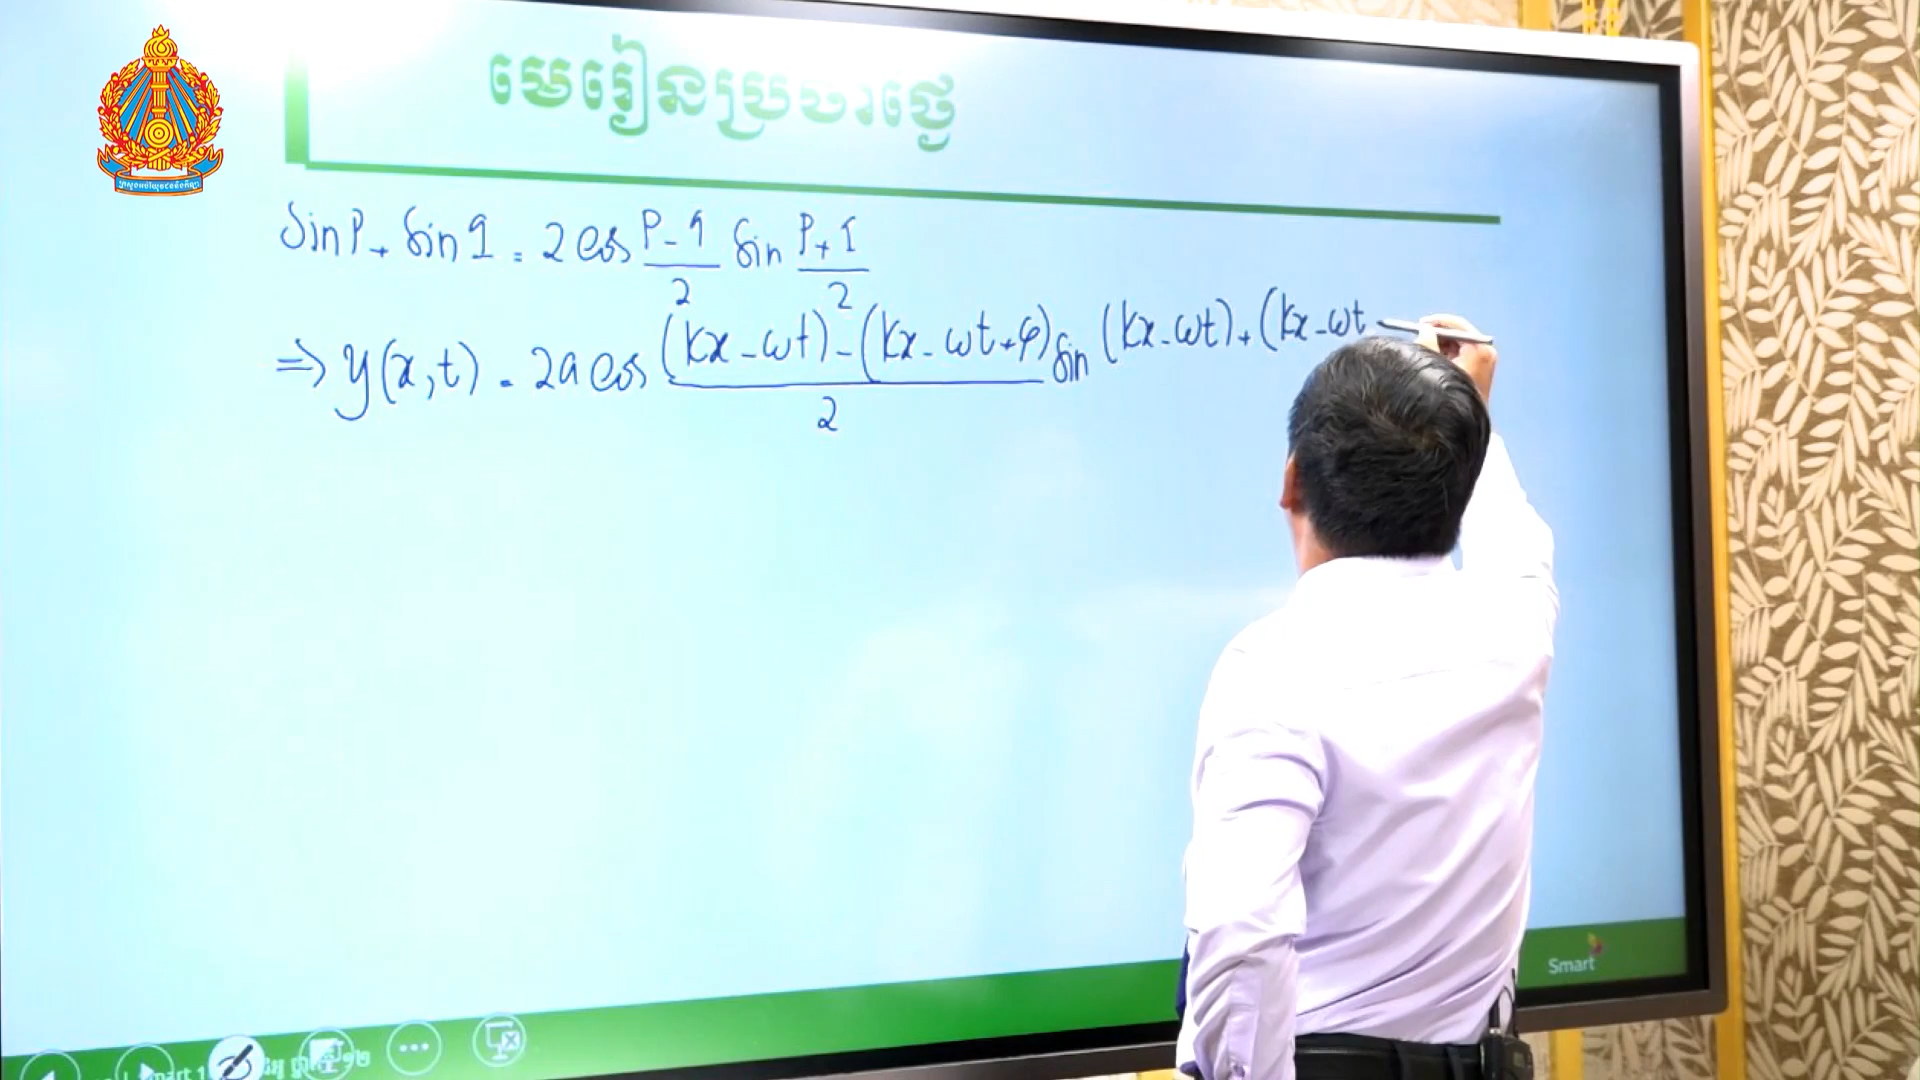 មេរៀនប្រចាំថ្ងៃ
sin P + sin q = 2 cos (P - q)/2 sin (P + q)/2
⇒ y(x,t) = 2a cos ((kx - ωt) - (kx - ωt + φ))/2 sin (kx - ωt) + (kx - ωt
Smart